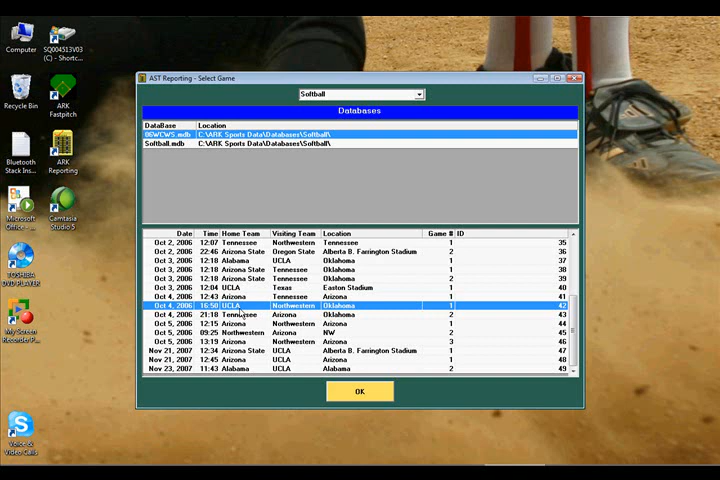 Computer
SQ004513V03
(C) - Shortc...
Recycle Bin
ARK
Fastpitch
Bluetooth
Stack Ins...
ARK
Reporting
Microsoft
Office - ...
Camtasia
Studio 5
TOSHIBA
DVD PLAYER
My Screen
Recorder P...
Voice &
Video Calls
AST Reporting - Select Game
Softball
Databases
DataBase Location
06WCWS.mdb C:\ARK Sports Data\Databases\Softball\
Softball.mdb C:\ARK Sports Data\Databases\Softball\
Date Time Home Team Visiting Team Location Game # ID
Oct 2, 2006 12:07 Tennessee Northwestern Tennessee 1 35
Oct 2, 2006 22:46 Arizona State Oregon State Alberta B. Farrington Stadium 2 36
Oct 3, 2006 12:18 Alabama UCLA Oklahoma 1 37
Oct 3, 2006 12:18 Arizona State Tennessee Oklahoma 1 38
Oct 3, 2006 12:18 Arizona State Tennessee Oklahoma 2 39
Oct 3, 2006 12:04 UCLA Texas Easton Stadium 1 40
Oct 4, 2006 12:43 Arizona Tennessee Arizona 1 41
Oct 4, 2006 16:50 UCLA Northwestern Oklahoma 1 42
Oct 4, 2006 21:18 Tennessee Arizona Oklahoma 2 43
Oct 5, 2006 12:15 Arizona Northwestern Arizona 1 44
Oct 5, 2006 09:25 Northwestern Arizona NW 2 45
Oct 5, 2006 13:19 Arizona Northwestern Arizona 3 46
Nov 21, 2007 12:34 Arizona State UCLA Alberta B. Farrington Stadium 1 47
Nov 21, 2007 12:45 Arizona UCLA Arizona 1 48
Nov 23, 2007 11:43 Alabama UCLA Alabama 2 49
OK